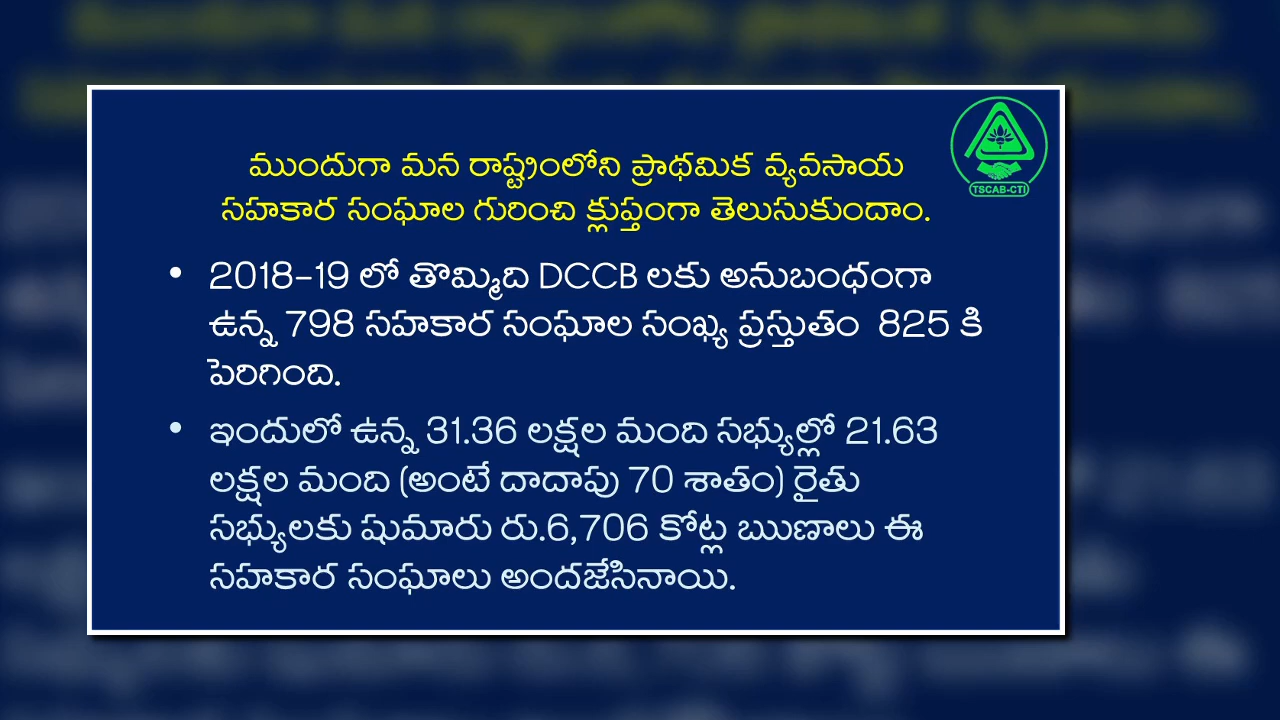 TSCAB-CTI
ముందుగా మన రాష్ట్రంలోని ప్రాథమిక వ్యవసాయ
సహకార సంఘాల గురించి క్లుప్తంగా తెలుసుకుందాం.
• 2018-19 లో తొమ్మిది DCCB లకు అనుబంధంగా
ఉన్న 798 సహకార సంఘాల సంఖ్య ప్రస్తుతం 825 కి
పెరిగింది.
• ఇందులో ఉన్న 31.36 లక్షల మంది సభ్యుల్లో 21.63
లక్షల మంది (అంటే దాదాపు 70 శాతం) రైతు
సభ్యులకు షుమారు రు.6,706 కోట్ల ఋణాలు ఈ
సహకార సంఘాలు అందజేసినాయి.